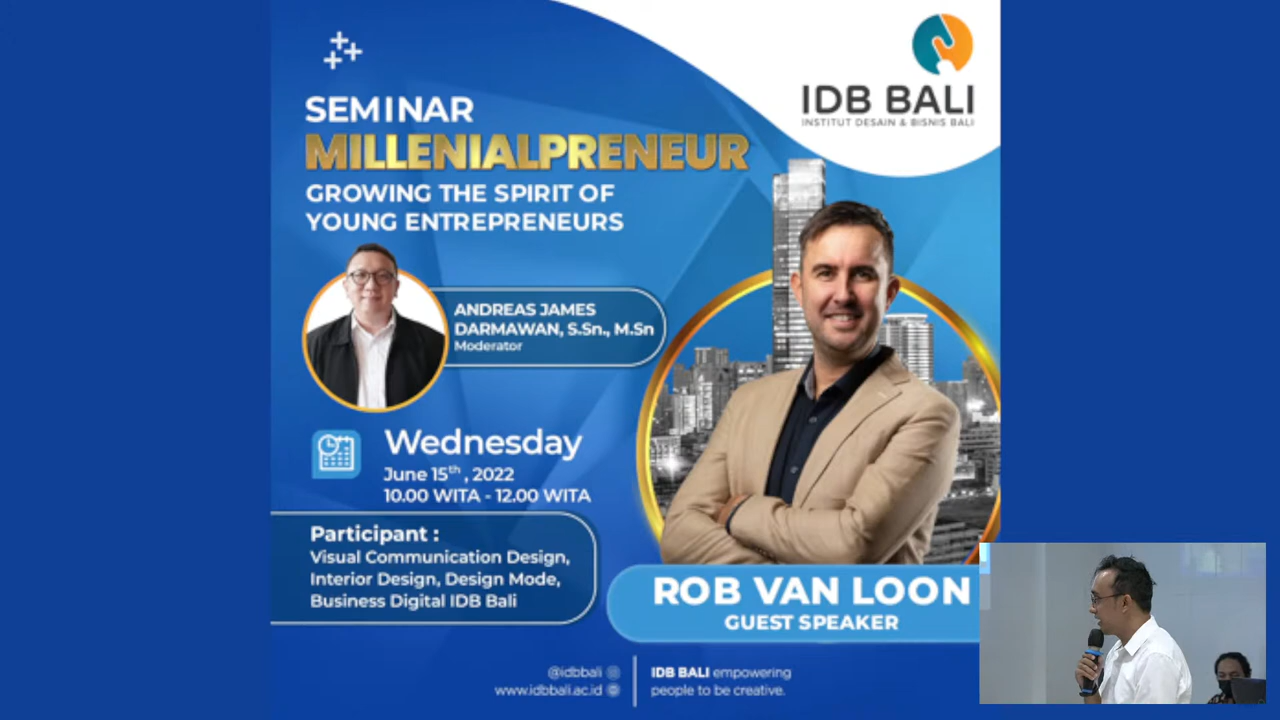 IDB BALI
INSTITUT DESAIN & BISNIS BALI
SEMINAR
MILLENIALPRENEUR
GROWING THE SPIRIT OF
YOUNG ENTREPRENEURS
ANDREAS JAMES
DARMAWAN, S.Sn., M.Sn
Moderator
Wednesday
June 15th, 2022
10.00 WITA - 12.00 WITA
Participant :
Visual Communication Design,
Interior Design, Design Mode,
Business Digital IDB Bali
ROB VAN LOON
GUEST SPEAKER
@idbbali
www.idbbali.ac.id
IDB BALI empowering
people to be creative.